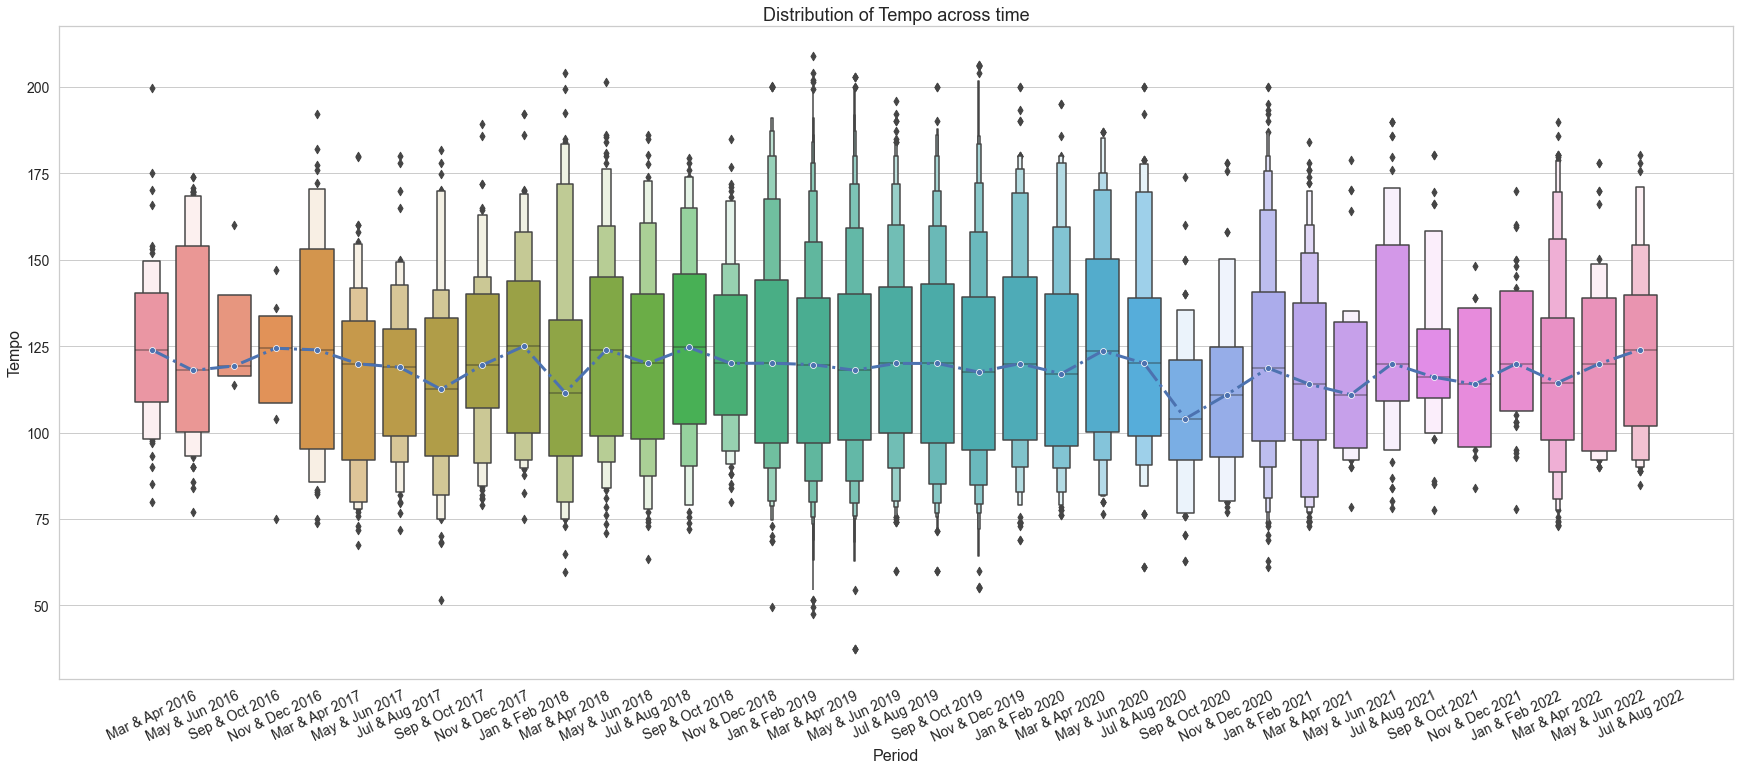 Distribution of Tempo across time
200
175
150
125
100
75
50
Tempo
Mar & Apr 2016
May & Jun 2016
Sep & Oct 2016
Nov & Dec 2016
Mar & Apr 2017
May & Jun 2017
Jul & Aug 2017
Sep & Oct 2017
Nov & Dec 2017
Jan & Feb 2018
Mar & Apr 2018
May & Jun 2018
Jul & Aug 2018
Sep & Oct 2018
Nov & Dec 2018
Jan & Feb 2019
Mar & Apr 2019
May & Jun 2019
Jul & Aug 2019
Sep & Oct 2019
Nov & Dec 2019
Jan & Feb 2020
Mar & Apr 2020
May & Jun 2020
Jul & Aug 2020
Sep & Oct 2020
Nov & Dec 2020
Jan & Feb 2021
Mar & Apr 2021
May & Jun 2021
Jul & Aug 2021
Sep & Oct 2021
Nov & Dec 2021
Jan & Feb 2022
Mar & Apr 2022
May & Jun 2022
Jul & Aug 2022
Period